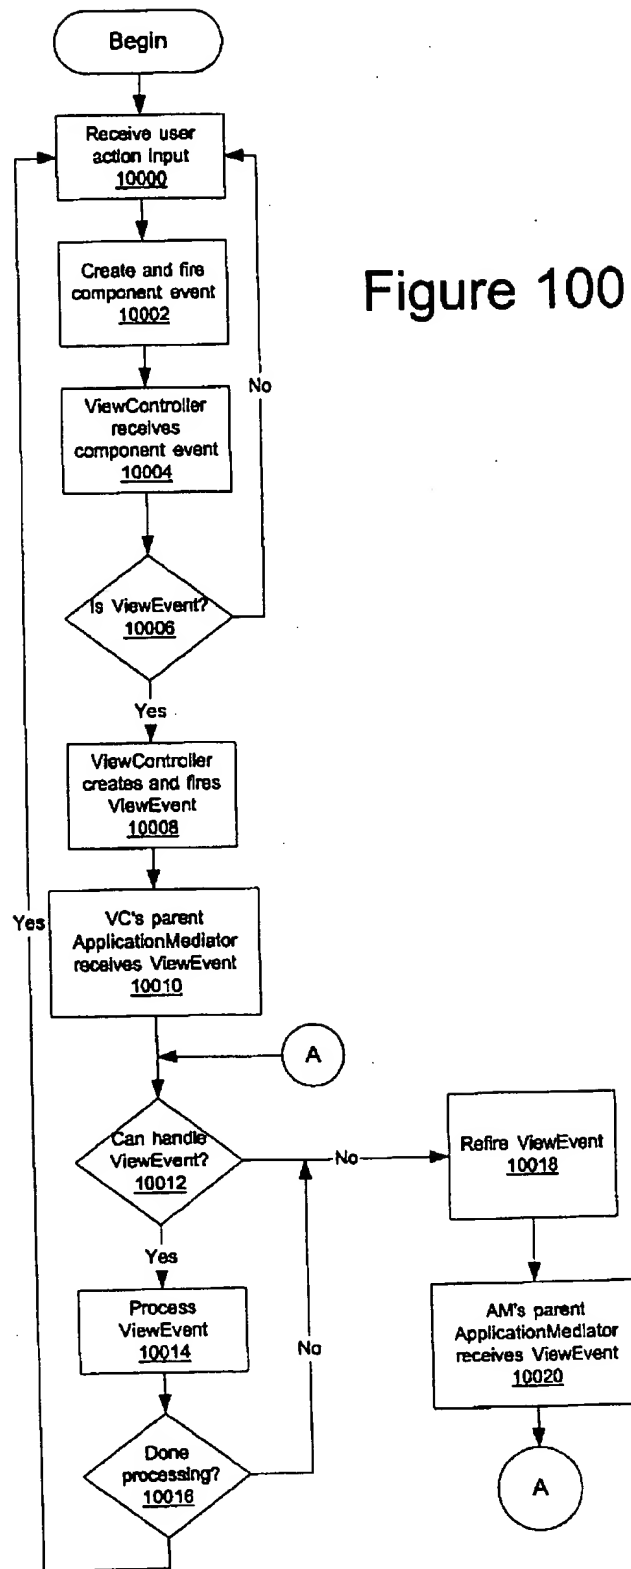 Begin
Receive user
action input
10000
Create and fire
component event
10002
Figure 100
No
ViewController
receives
component event
10004
Is ViewEvent?
10006
Yes
ViewController
creates and fires
ViewEvent
10008
Yes
VC's parent
ApplicationMediator
receives ViewEvent
10010
A
Can handle
ViewEvent?
10012
No
Refire ViewEvent
10018
Yes
Process
ViewEvent
10014
No
AM's parent
ApplicationMediator
receives ViewEvent
10020
Done
processing?
10016
A